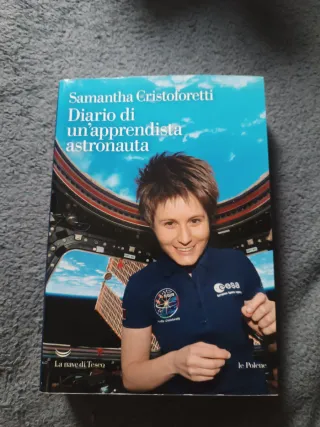 Samantha Cristoforetti
Diario di
un'apprendista
astronauta
esa
La nave di Teseo
le Polene